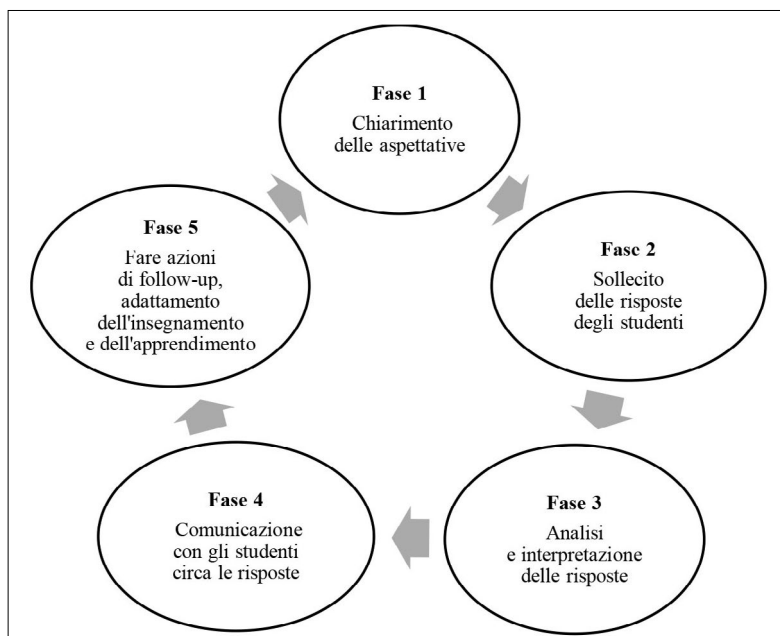 Fase 1
Chiarimento
delle aspettative
Fase 2
Sollecito
delle risposte
degli studenti
Fase 3
Analisi
e interpretazione
delle risposte
Fase 4
Comunicazione
con gli studenti
circa le risposte
Fase 5
Fare azioni
di follow-up,
adattamento
dell'insegnamento
e dell'apprendimento